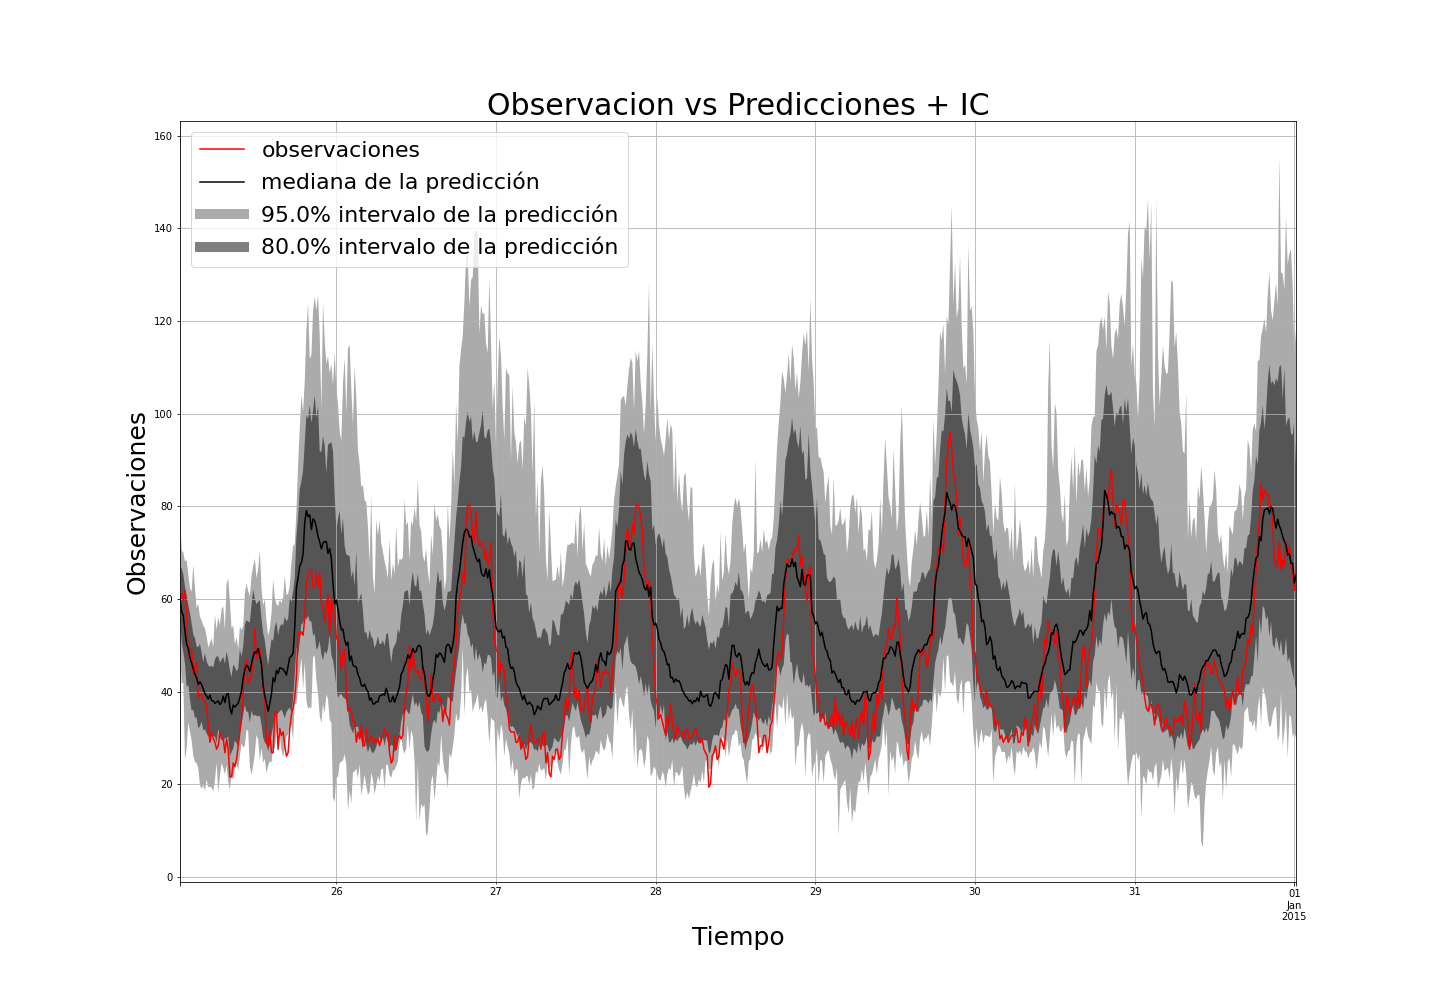 Observacion vs Predicciones + IC
observaciones
mediana de la predicción
95.0% intervalo de la predicción
80.0% intervalo de la predicción
Observaciones
160
140
120
100
80
60
40
20
0
26 27 28 29 30 31 01
Jan
2015
Tiempo